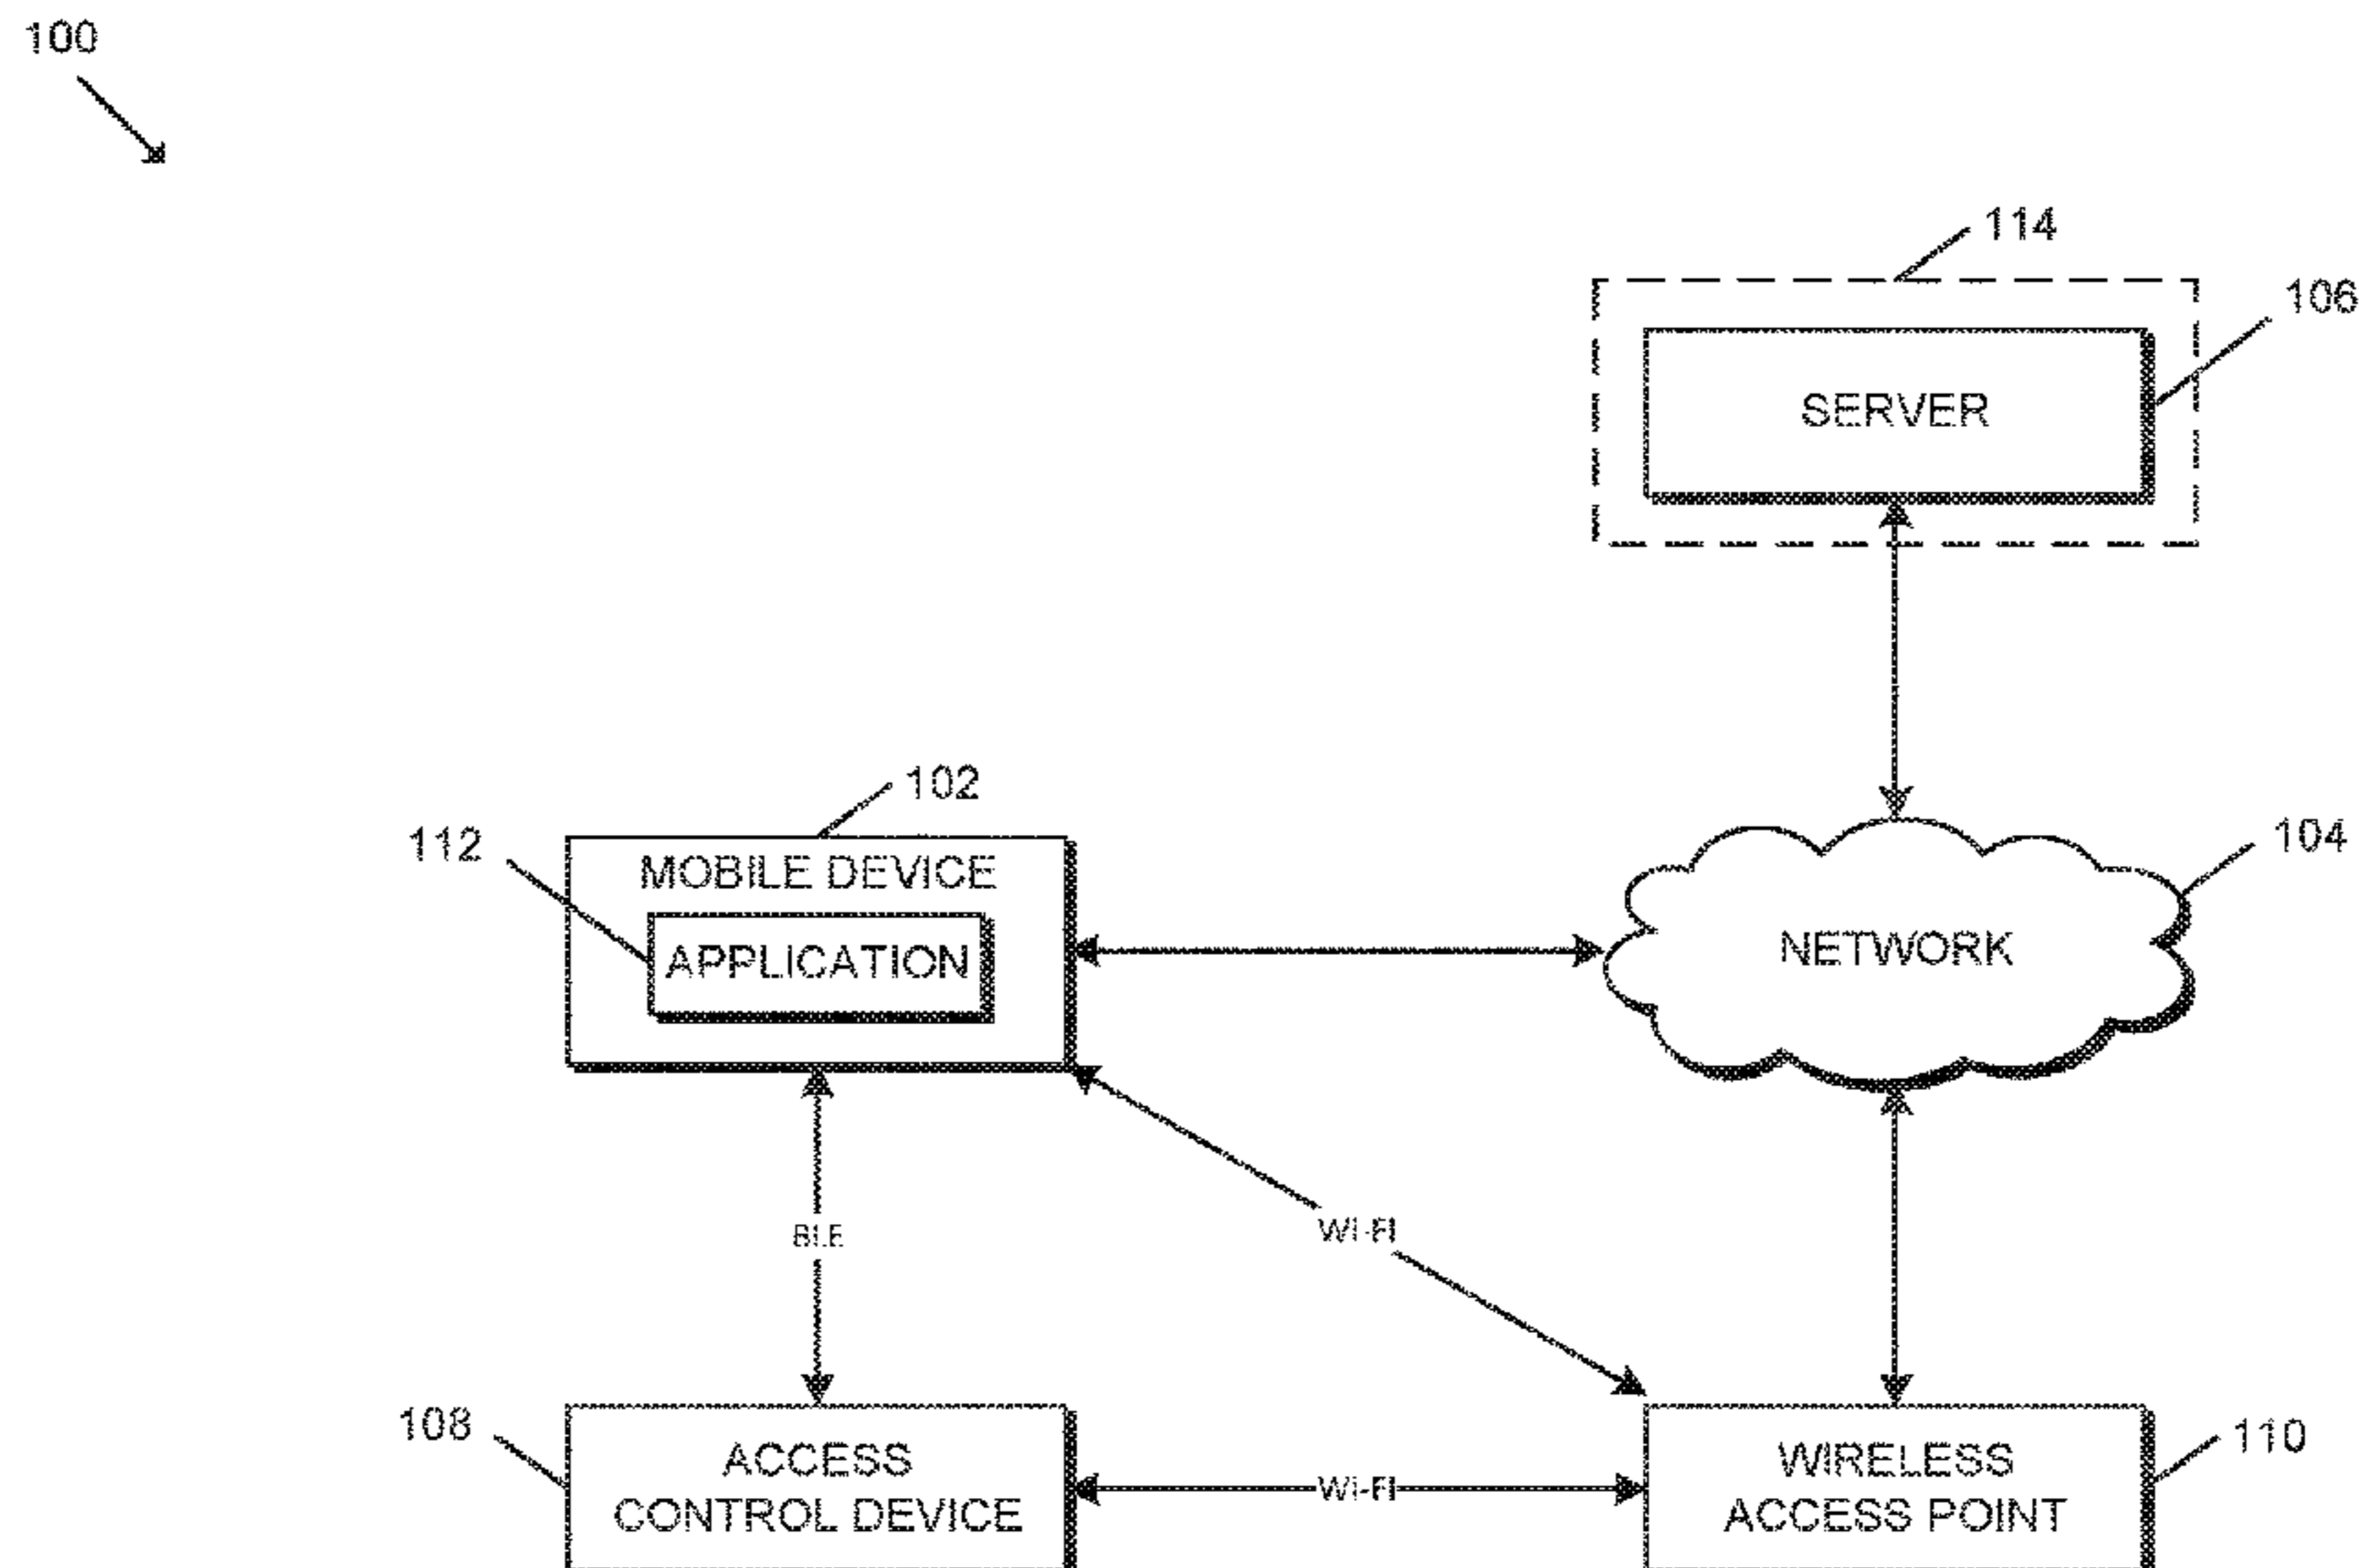 100
114
106
SERVER
102
112
MOBILE DEVICE
104
APPLICATION
NETWORK
BLE
WI-FI
108
110
ACCESS
CONTROL DEVICE
WI-FI
WIRELESS
ACCESS POINT